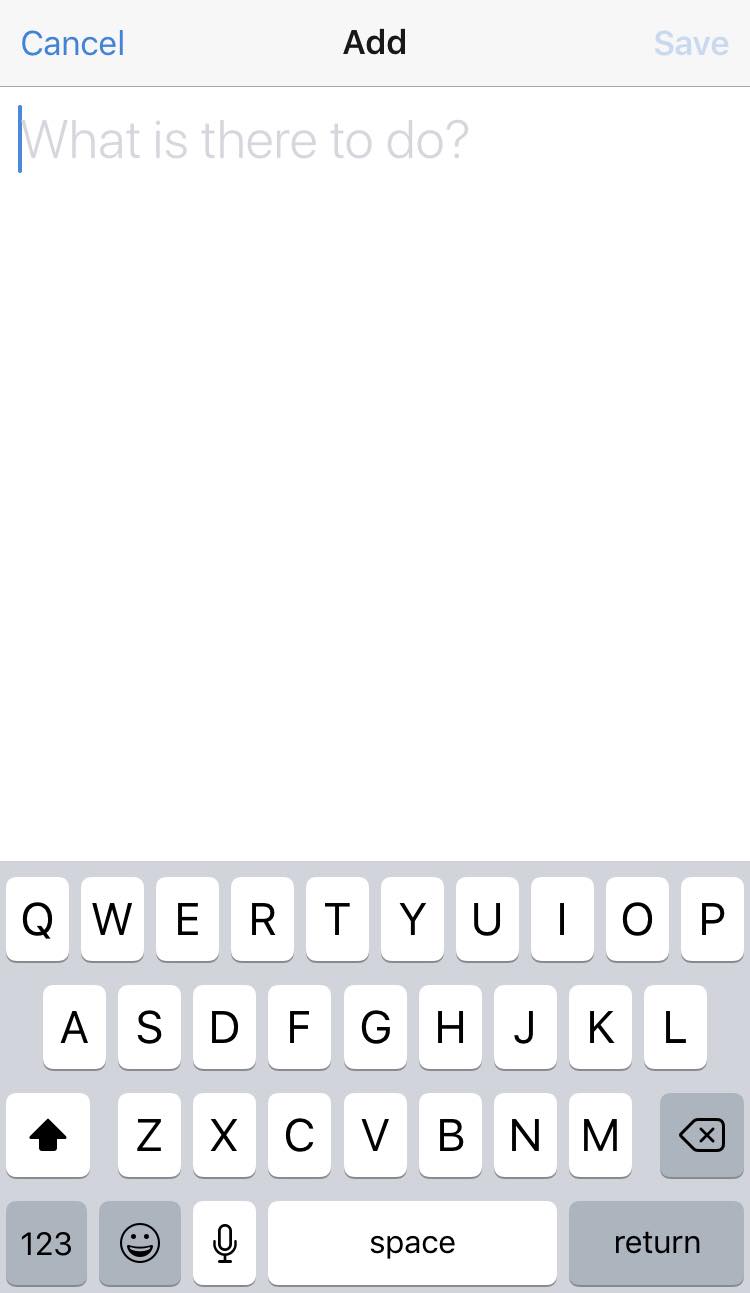 Cancel Add Save
What is there to do?
Q W E R T Y U I O P
A S D F G H J K L
Z X C V B N M
123 space return